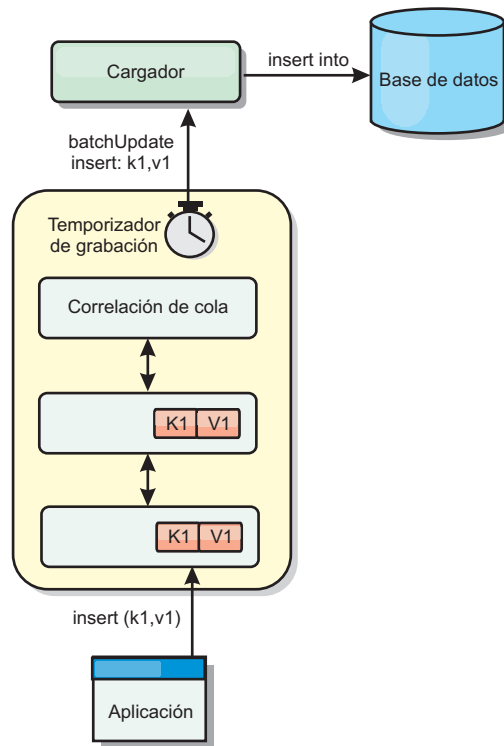 Cargador
insert into
Base de datos
batchUpdate
insert: k1,v1
Temporizador
de grabación
Correlación de cola
K1 V1
K1 V1
insert (k1,v1)
Aplicación